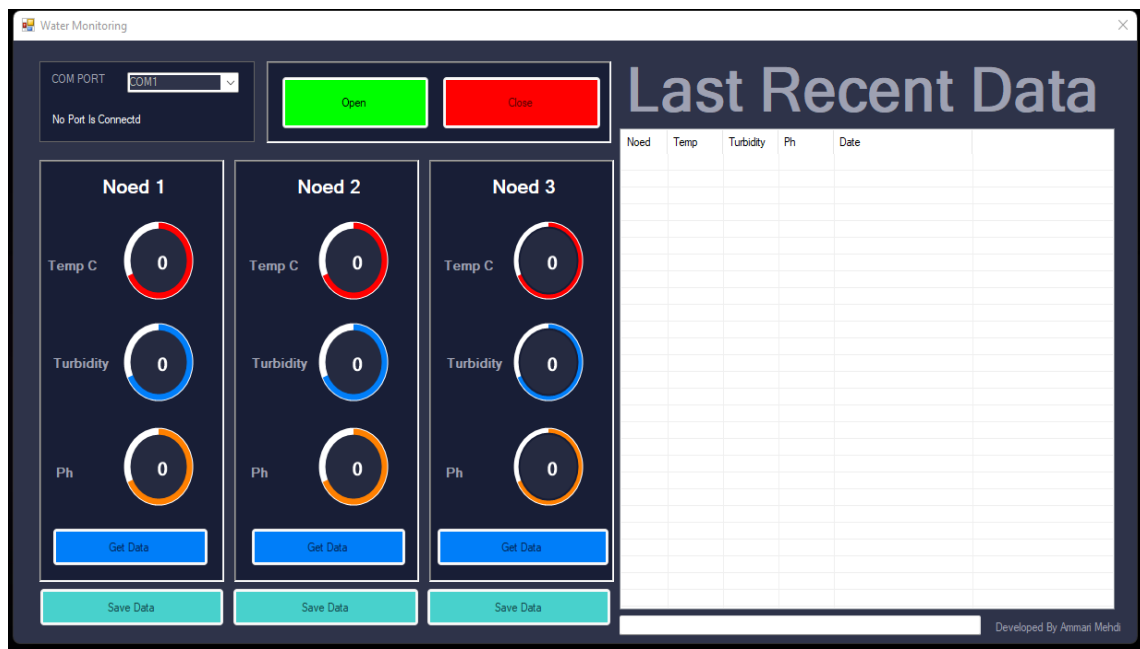 Water Monitoring
COM PORT COM1
No Port Is Connectd
Open Close
Last Recent Data
Noed Temp Turbidity Ph Date
Noed 1 Noed 2 Noed 3
Temp C 0 Temp C 0 Temp C 0
Turbidity 0 Turbidity 0 Turbidity 0
Ph 0 Ph 0 Ph 0
Get Data Get Data Get Data
Save Data Save Data Save Data
Developed By Ammari Mehdi